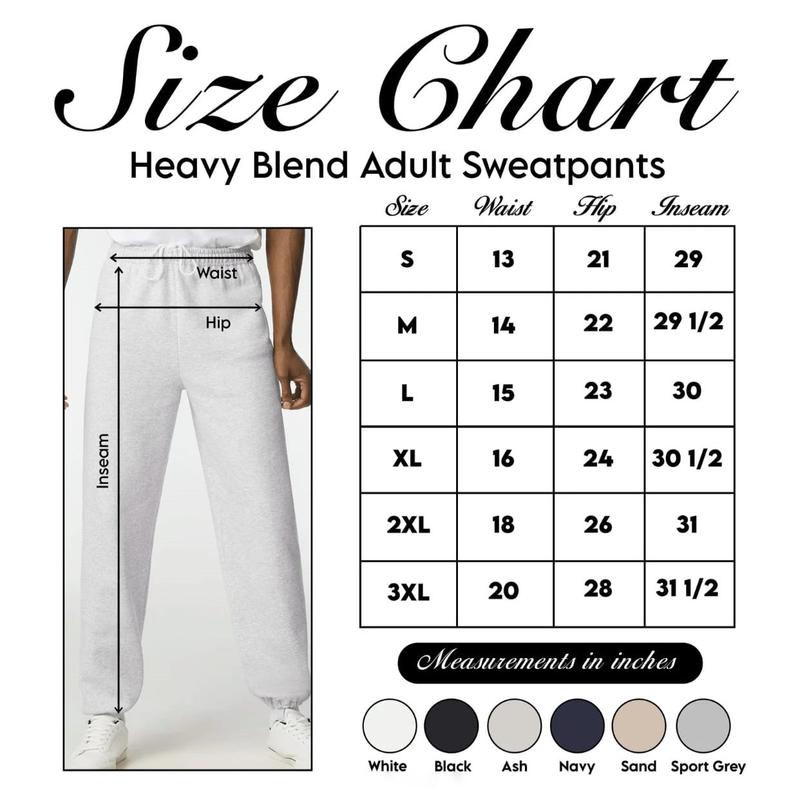 Size Chart
Heavy Blend Adult Sweatpants
Size Waist Hip Inseam
S 13 21 29
M 14 22 29 1/2
L 15 23 30
XL 16 24 30 1/2
2XL 18 26 31
3XL 20 28 31 1/2
Waist
Hip
Inseam
Measurements in inches
White Black Ash Navy Sand Sport Grey